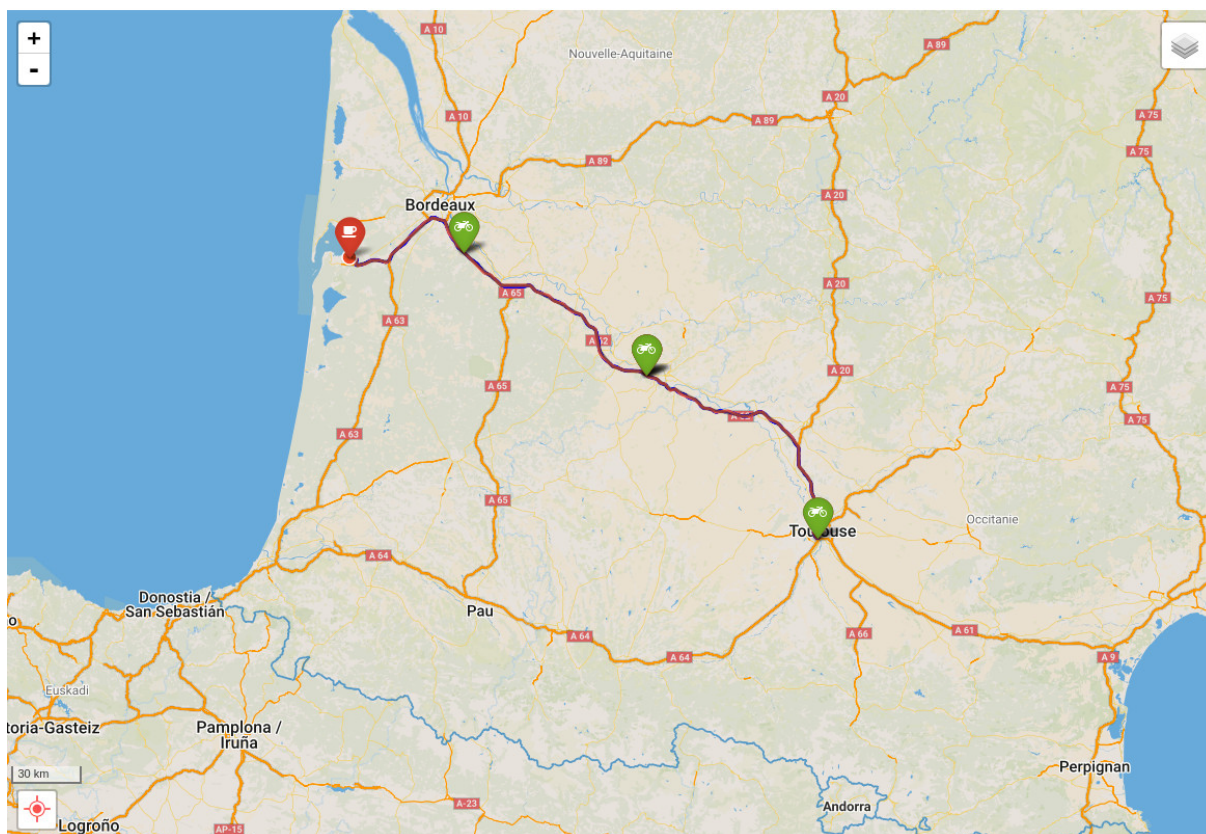 +
-
A 10
Nouvelle-Aquitaine
A 89
A 20
A 75
A 10
A 89
A 75
A 89
A 75
A 20
Bordeaux
A 20
A 65
A 75
A 63
A 20
A 65
A 75
A 63
A 65
Occitanie
Toulouse
A 64
Donostia /
San Sebastián
Pau
A 64
A 66
A 61
A 64
A 9
Euskadi
toria-Gasteiz
Pamplona /
Iruña
30 km
Perpignan
A-23
Andorra
Logroño
AP-15